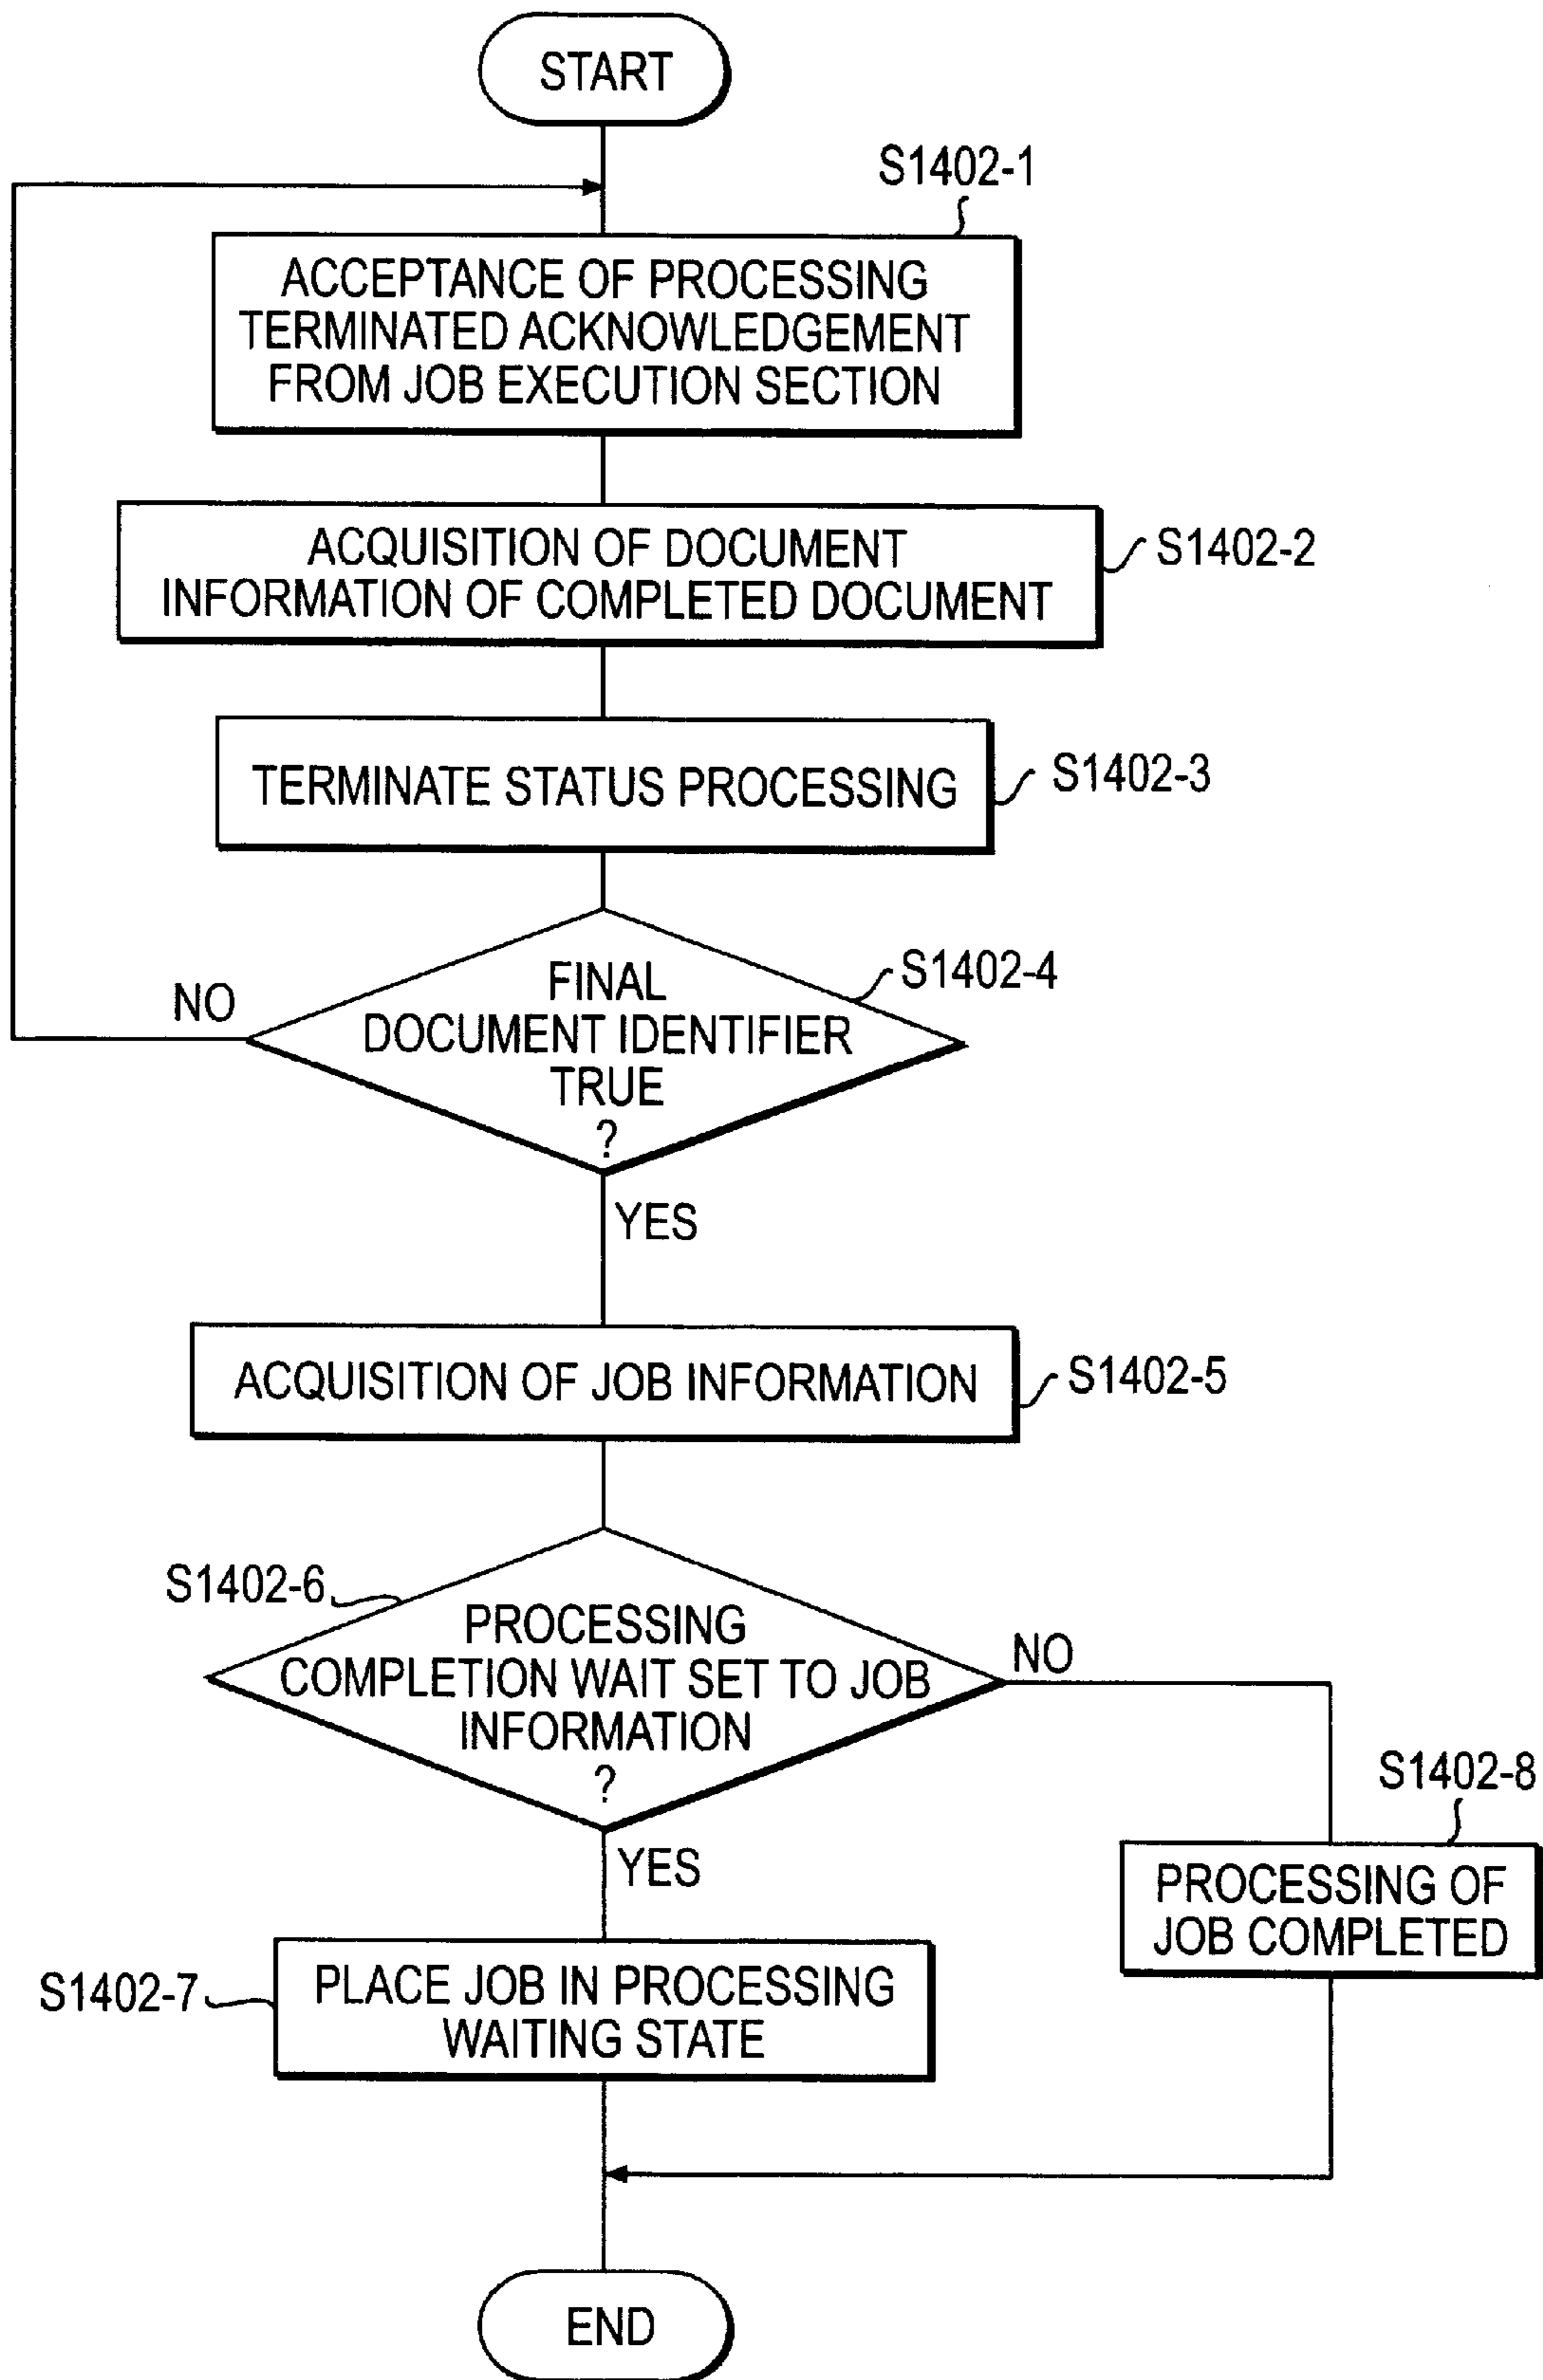 START
S1402-1
ACCEPTANCE OF PROCESSING
TERMINATED ACKNOWLEDGEMENT
FROM JOB EXECUTION SECTION
ACQUISITION OF DOCUMENT
INFORMATION OF COMPLETED DOCUMENT
S1402-2
TERMINATE STATUS PROCESSING
S1402-3
FINAL
DOCUMENT IDENTIFIER
TRUE
?
S1402-4
NO
YES
ACQUISITION OF JOB INFORMATION
S1402-5
S1402-6
PROCESSING
COMPLETION WAIT SET TO JOB
INFORMATION
?
NO
YES
S1402-8
PROCESSING OF
JOB COMPLETED
S1402-7
PLACE JOB IN PROCESSING
WAITING STATE
END